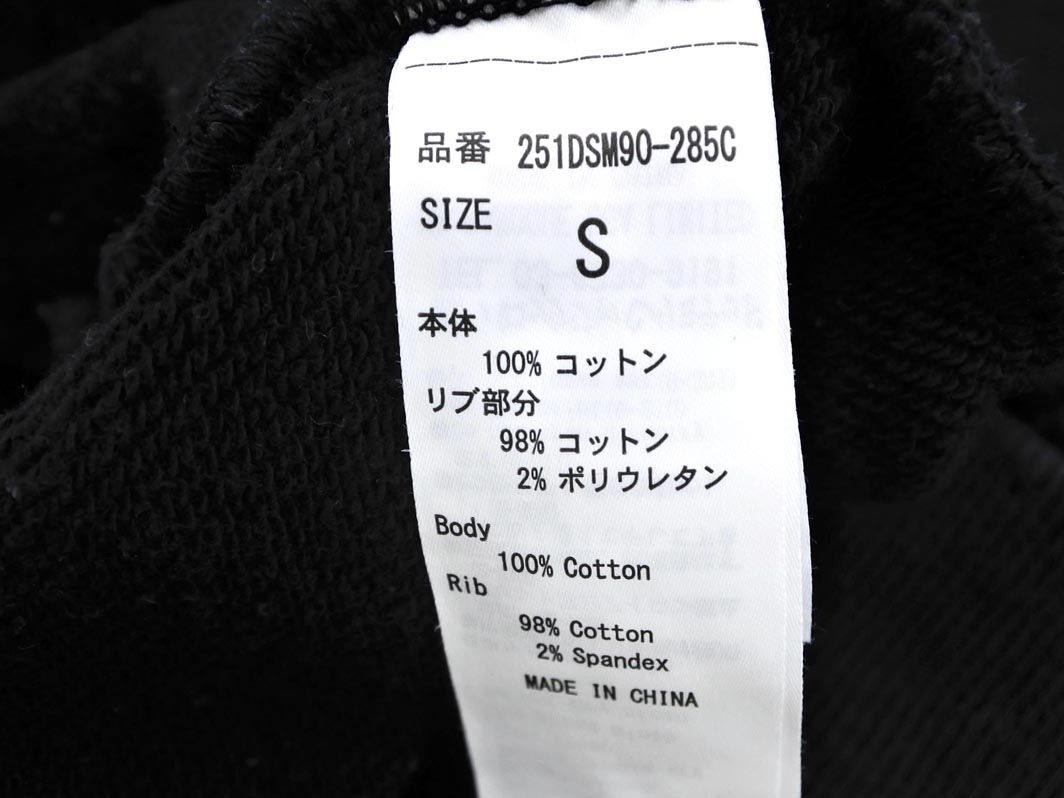 品番 251DSM90-285C
SIZE S
本体
100% コットン
リブ部分
98% コットン
2% ポリウレタン
Body
100% Cotton
Rib
98% Cotton
2% Spandex
MADE IN CHINA